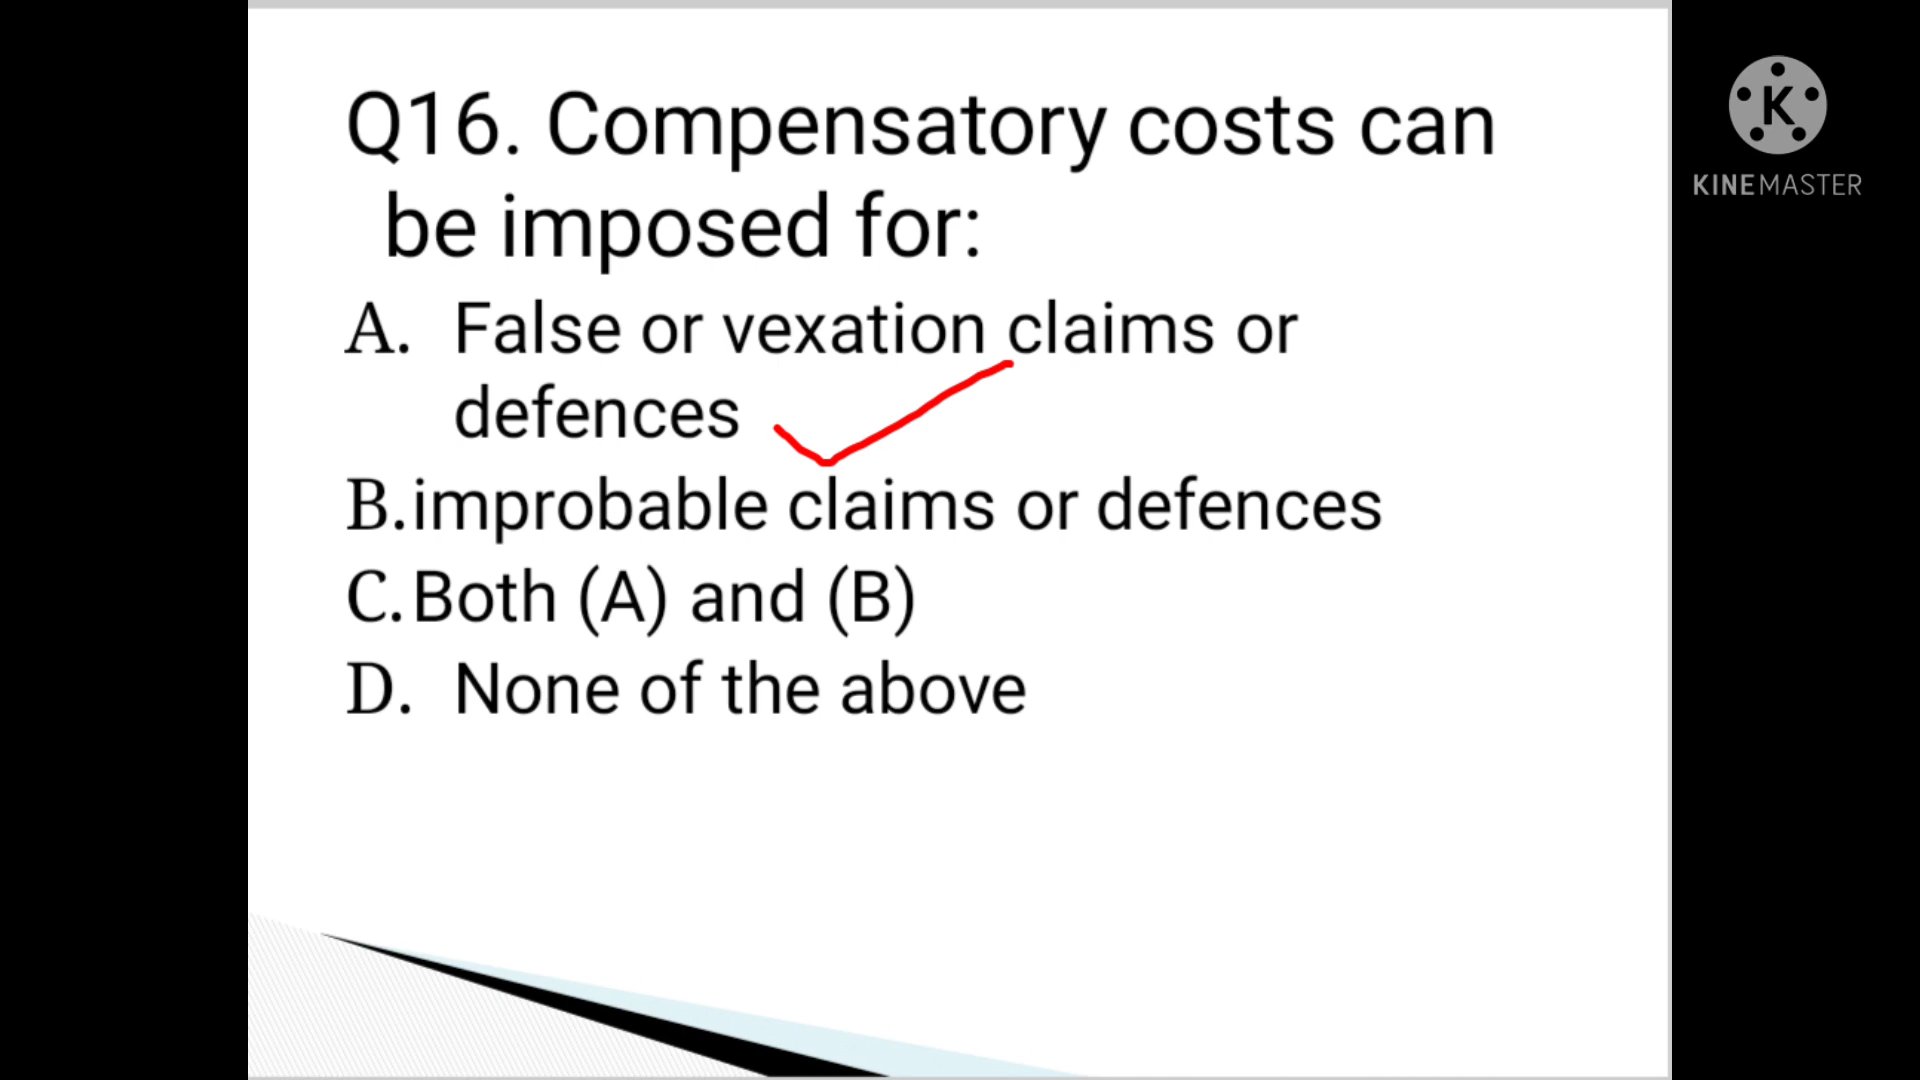 Q16. Compensatory costs can
be imposed for:
A. False or vexation claims or
defences
B. improbable claims or defences
C. Both (A) and (B)
D. None of the above
K
KINEMASTER